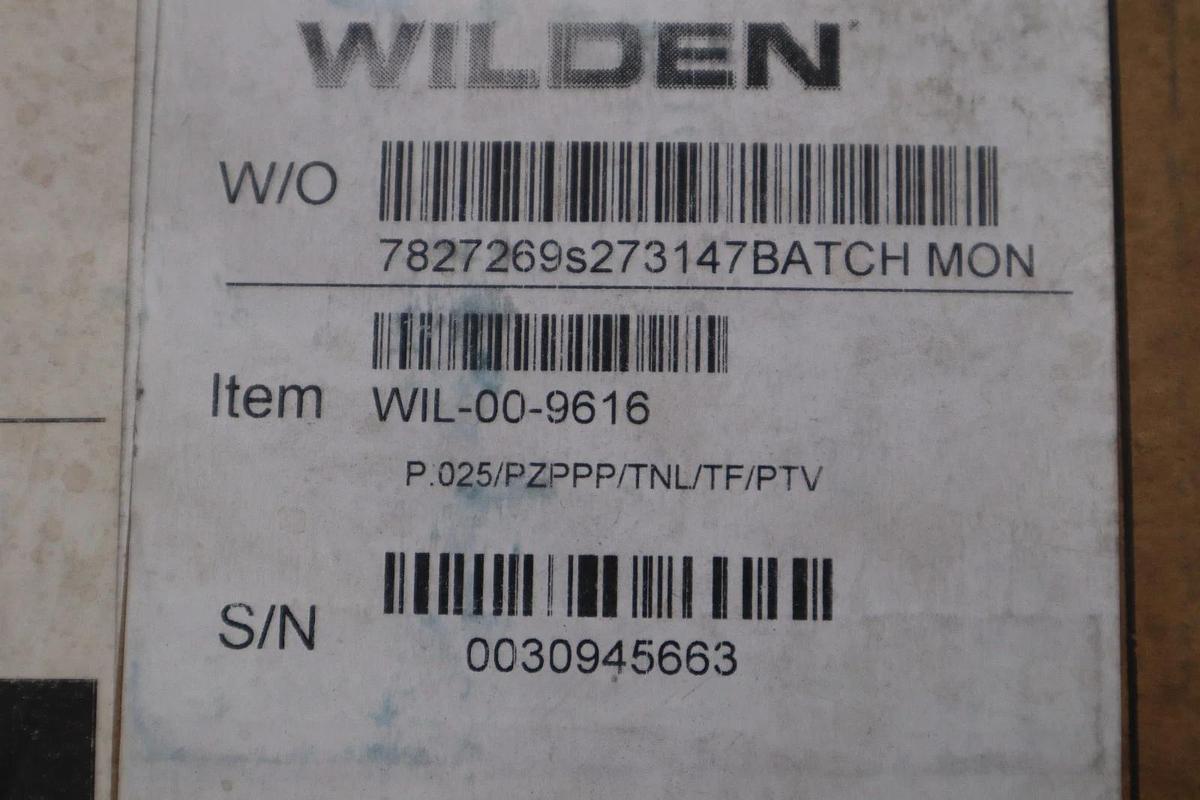 WILDEN
W/O
7827269s273147BATCH MON
Item
WIL-00-9616
P.025/PZPPP/TNL/TF/PTV
S/N
0030945663